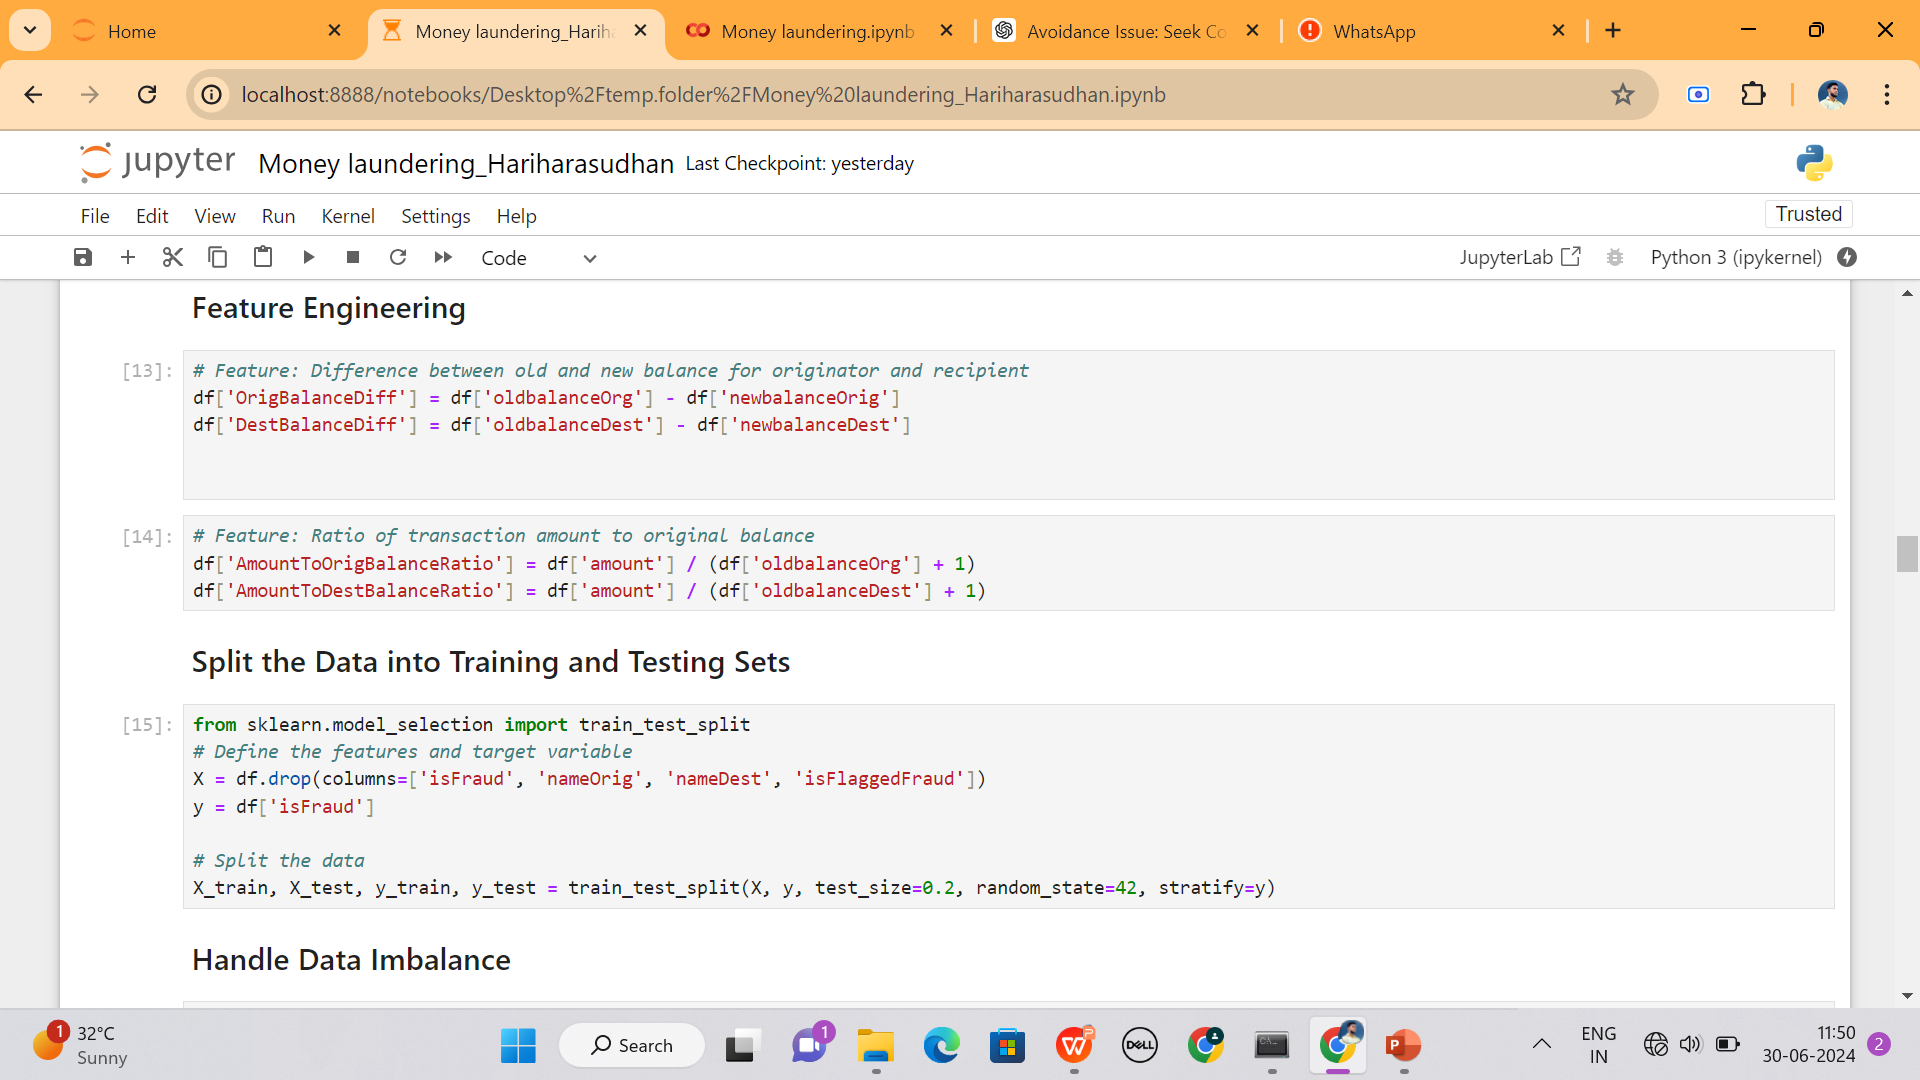 Home
Money laundering_Hariha
Money laundering.ipynb
Avoidance Issue: Seek Co
WhatsApp
localhost:8888/notebooks/Desktop%2Ftemp.folder%2FMoney%20laundering_Hariharasudhan.ipynb
jupyter Money laundering_Hariharasudhan Last Checkpoint: yesterday
File Edit View Run Kernel Settings Help
Trusted
Code
JupyterLab
Python 3 (ipykernel)
Feature Engineering
[13]:
# Feature: Difference between old and new balance for originator and recipient
df['OrigBalanceDiff'] = df['oldbalanceOrg'] - df['newbalanceOrig']
df['DestBalanceDiff'] = df['oldbalanceDest'] - df['newbalanceDest']
[14]:
# Feature: Ratio of transaction amount to original balance
df['AmountToOrigBalanceRatio'] = df['amount'] / (df['oldbalanceOrg'] + 1)
df['AmountToDestBalanceRatio'] = df['amount'] / (df['oldbalanceDest'] + 1)
Split the Data into Training and Testing Sets
[15]:
from sklearn.model_selection import train_test_split
# Define the features and target variable
X = df.drop(columns=['isFraud', 'nameOrig', 'nameDest', 'isFlaggedFraud'])
y = df['isFraud']
# Split the data
X_train, X_test, y_train, y_test = train_test_split(X, y, test_size=0.2, random_state=42, stratify=y)
Handle Data Imbalance
1
32°C
Sunny
Search
1
DELL
ENG
IN
11:50
30-06-2024
2